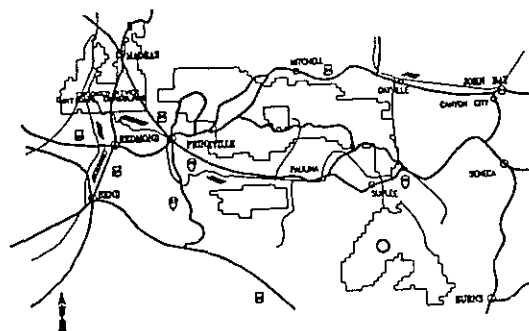 MADRAS
MITCHELL
DAYVILLE
JOHN DAY
CANYON CITY
REDMOND
PRINEVILLE
PAULINA
SUPLEE
SENECA
BEND
BURNS